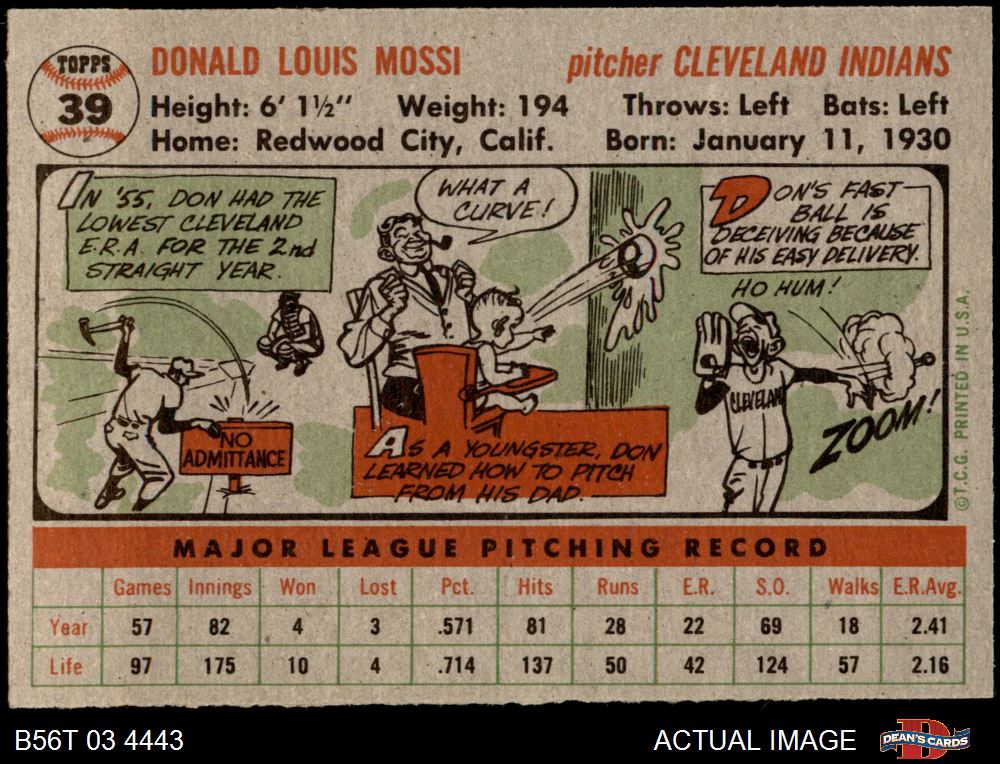 TOPPS
39
DONALD LOUIS MOSSI
pitcher CLEVELAND INDIANS
Height: 6' 1½" Weight: 194 Throws: Left Bats: Left
Home: Redwood City, Calif. Born: January 11, 1930
IN '55, DON HAD THE
LOWEST CLEVELAND
E.R.A. FOR THE 2nd
STRAIGHT YEAR.
NO
ADMITTANCE
WHAT A
CURVE!
AS A YOUNGSTER, DON
LEARNED HOW TO PITCH
FROM HIS DAD.
DON'S FAST
BALL IS
DECEIVING BECAUSE
OF HIS EASY DELIVERY.
HO HUM!
CLEVELAND
ZOOM!
©T.C.G. PRINTED IN U.S.A.
MAJOR LEAGUE PITCHING RECORD
Games Innings Won Lost Pct. Hits Runs E.R. S.O. Walks E.R.Avg.
Year 57 82 4 3 .571 81 28 22 69 18 2.41
Life 97 175 10 4 .714 137 50 42 124 57 2.16
B56T 03 4443
ACTUAL IMAGE
DEAN'S CARDS